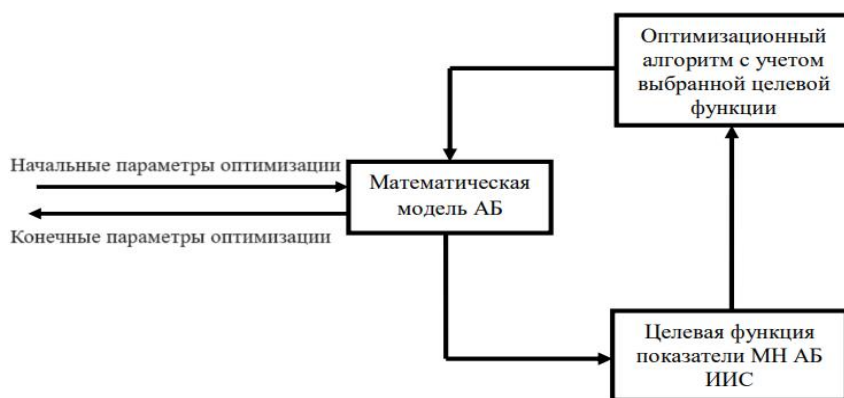 Оптимизационный
алгоритм с учетом
выбранной целевой
функции
Начальные параметры оптимизации
Математическая
модель АБ
Конечные параметры оптимизации
Целевая функция
показатели МН АБ
ИИС